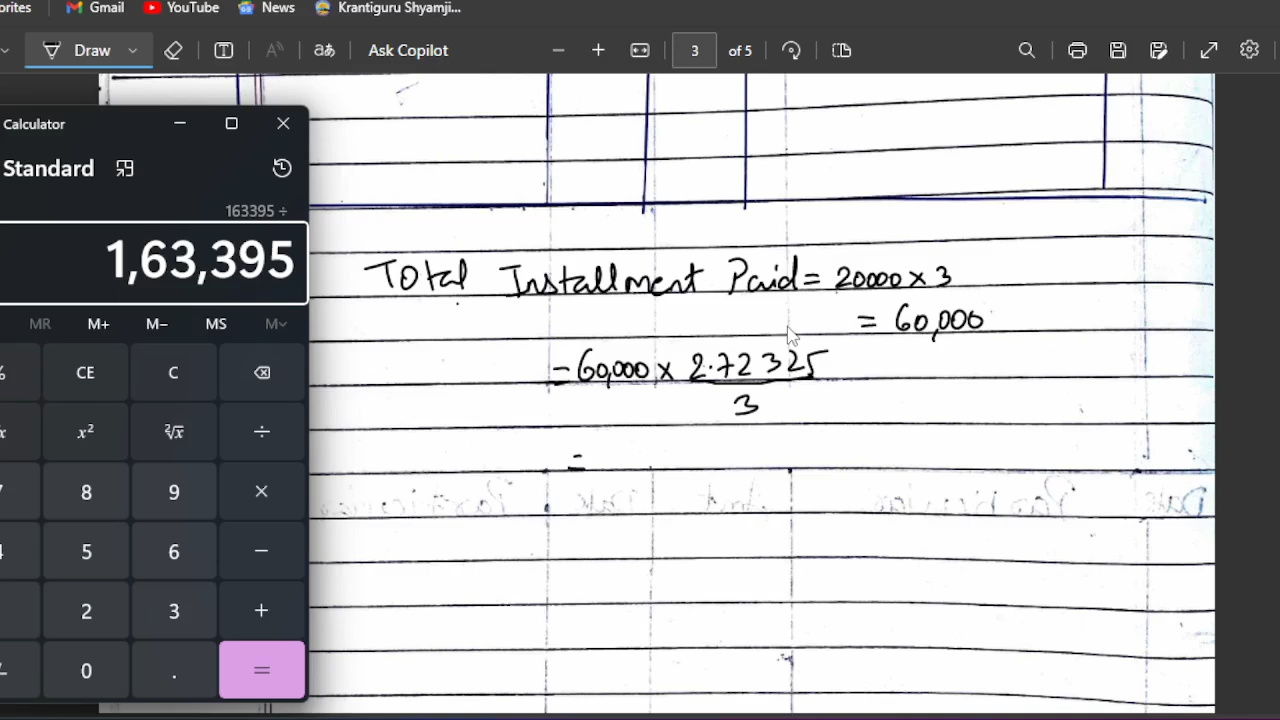 orites Gmail YouTube News Krantiguru Shyamji...
Draw Ask Copilot 3 of 5
Calculator
Standard
163395 ÷
1,63,395
MR M+ M− MS M
% CE C
x x² ²√x ÷
7 8 9 ×
4 5 6 −
2 3 +
0 . =
Total Installment Paid = 20000 × 3
= 60,000
= 60,000 × 2.72325
3
=